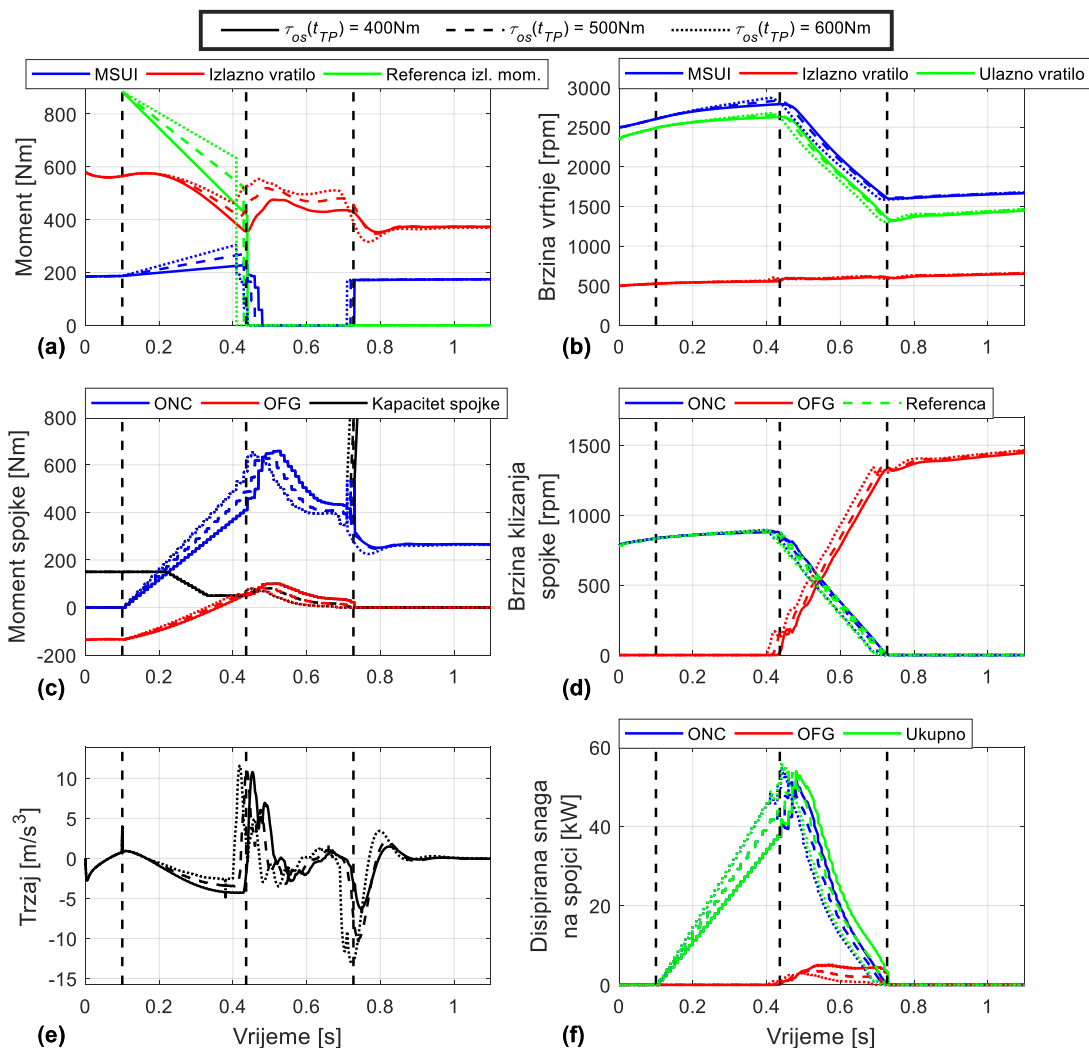 τos(tTP) = 400Nm τos(tTP) = 500Nm τos(tTP) = 600Nm
MSUI Izlazno vratilo Referenca izl. mom.
Moment [Nm]
800
600
400
200
0
0 0.2 0.4 0.6 0.8 1
(a)
MSUI Izlazno vratilo Ulazno vratilo
Brzina vrtnje [rpm]
3000
2500
2000
1500
1000
500
0
0 0.2 0.4 0.6 0.8 1
(b)
ONC OFG Kapacitet spojke
Moment spojke [Nm]
800
600
400
200
0
-200
0 0.2 0.4 0.6 0.8 1
(c)
ONC OFG Referenca
Brzina klizanja
spojke [rpm]
1500
1000
500
0
0 0.2 0.4 0.6 0.8 1
(d)
Trzaj [m/s³]
10
5
0
-5
-10
-15
0 0.2 0.4 0.6 0.8 1
Vrijeme [s]
(e)
ONC OFG Ukupno
Disipirana snaga
na spojci [kW]
60
40
20
0
0 0.2 0.4 0.6 0.8 1
Vrijeme [s]
(f)